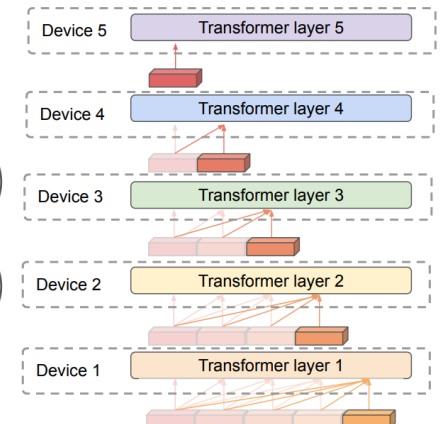 Device 5
Transformer layer 5
Device 4
Transformer layer 4
Device 3
Transformer layer 3
Device 2
Transformer layer 2
Device 1
Transformer layer 1